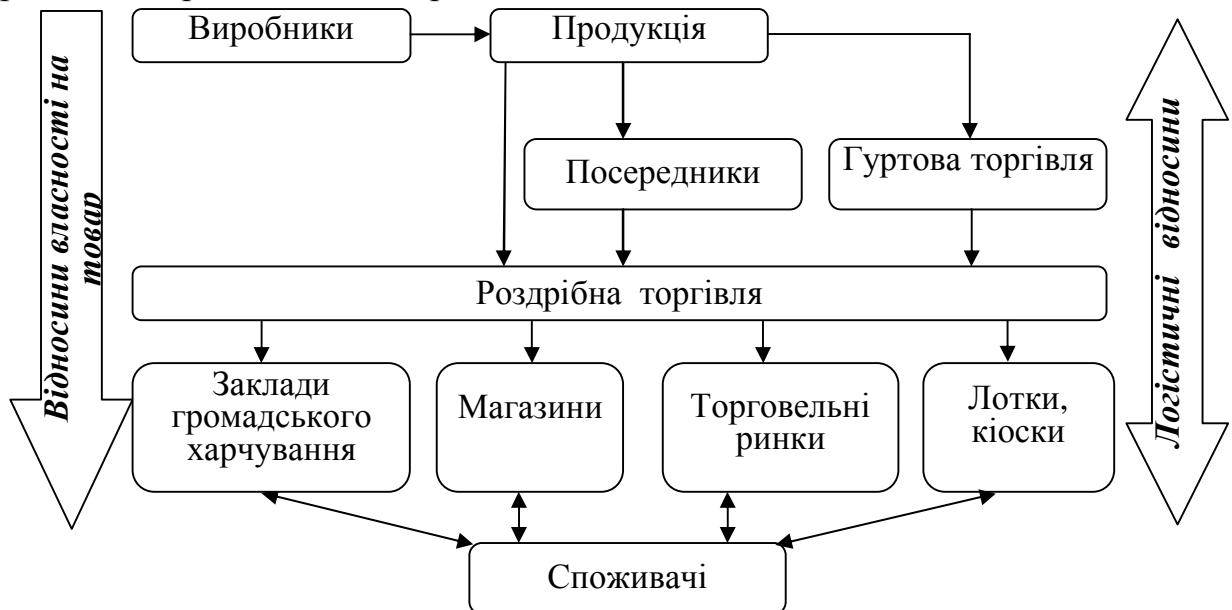 Виробники
Продукція
Посередники
Гуртова торгівля
Роздрібна торгівля
Заклади
громадського
харчування
Магазини
Торговельні
ринки
Лотки,
кіоски
Споживачі
Відносини власності на
товар
Логістичні відносини